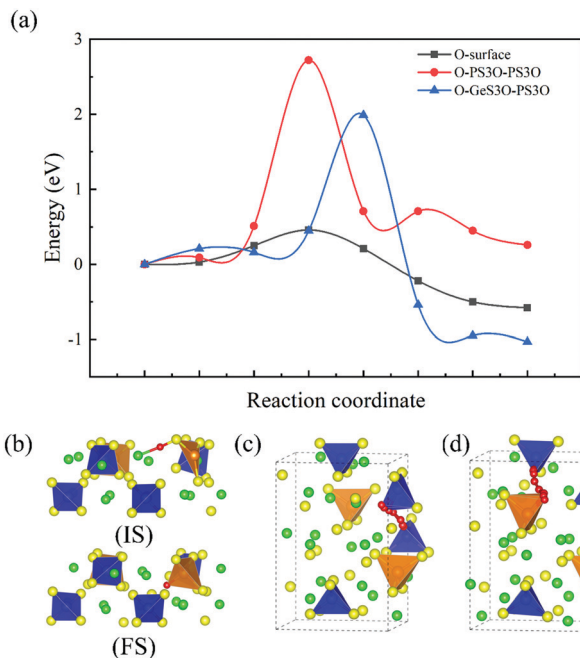 (a)
3
2
1
0
-1
Energy (eV)
O-surface
O-PS3O-PS3O
O-GeS3O-PS3O
Reaction coordinate
(b)
(c)
(d)
(IS)
(FS)